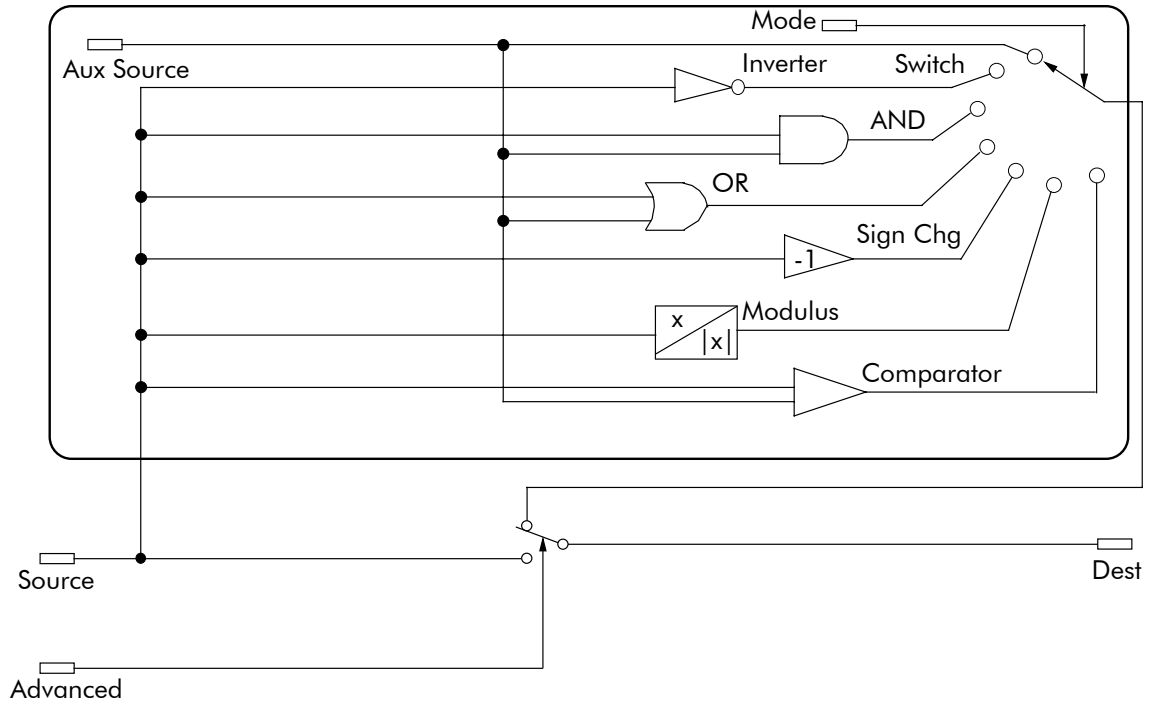 Mode
Aux Source
Inverter
Switch
AND
OR
Sign Chg
-1
x
|x|
Modulus
Comparator
Source
Dest
Advanced